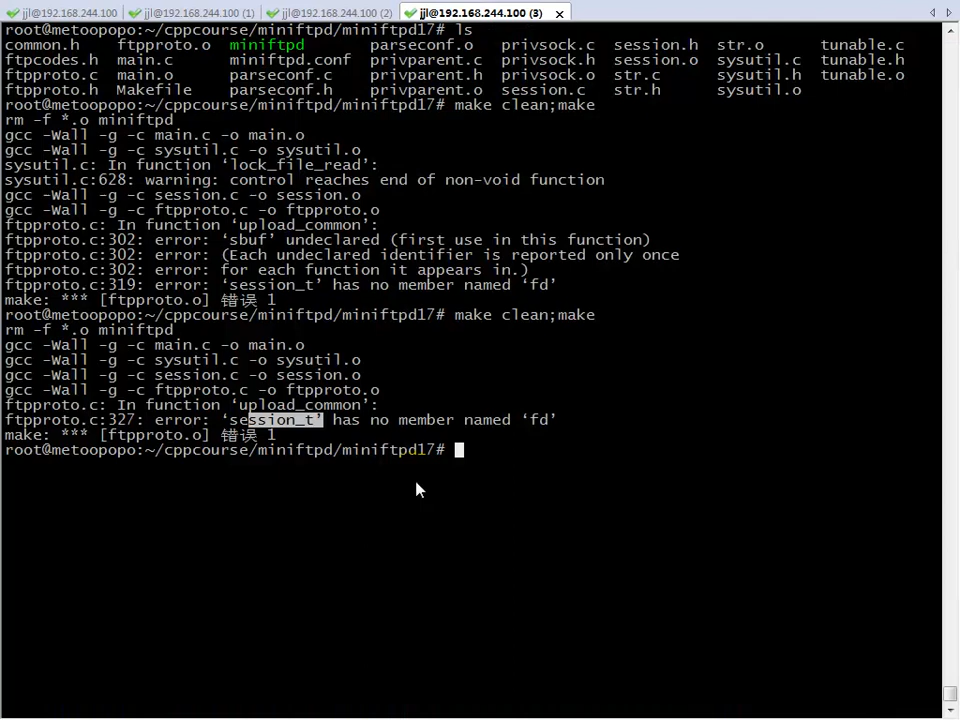 jjl@192.168.244.100 jjl@192.168.244.100 (1) jjl@192.168.244.100 (2) jjl@192.168.244.100 (3)
root@metoopopo:~/cppcourse/miniftpd/miniftpd17# ls
common.h ftpproto.o miniftpd parseconf.o privsock.c session.h str.o tunable.c
ftpcodes.h main.c miniftpd.conf privparent.c privsock.h session.o sysutil.c tunable.h
ftpproto.c main.o parseconf.c privparent.h privsock.o str.c sysutil.h tunable.o
ftpproto.h Makefile parseconf.h privparent.o session.c str.h sysutil.o
root@metoopopo:~/cppcourse/miniftpd/miniftpd17# make clean;make
rm -f *.o miniftpd
gcc -Wall -g -c main.c -o main.o
gcc -Wall -g -c sysutil.c -o sysutil.o
sysutil.c: In function ‘lock_file_read’:
sysutil.c:628: warning: control reaches end of non-void function
gcc -Wall -g -c session.c -o session.o
gcc -Wall -g -c ftpproto.c -o ftpproto.o
ftpproto.c: In function ‘upload_common’:
ftpproto.c:302: error: ‘sbuf’ undeclared (first use in this function)
ftpproto.c:302: error: (Each undeclared identifier is reported only once
ftpproto.c:302: error: for each function it appears in.)
ftpproto.c:319: error: ‘session_t’ has no member named ‘fd’
make: *** [ftpproto.o] 错误 1
root@metoopopo:~/cppcourse/miniftpd/miniftpd17# make clean;make
rm -f *.o miniftpd
gcc -Wall -g -c main.c -o main.o
gcc -Wall -g -c sysutil.c -o sysutil.o
gcc -Wall -g -c session.c -o session.o
gcc -Wall -g -c ftpproto.c -o ftpproto.o
ftpproto.c: In function ‘upload_common’:
ftpproto.c:327: error: ‘session_t’ has no member named ‘fd’
make: *** [ftpproto.o] 错误 1
root@metoopopo:~/cppcourse/miniftpd/miniftpd17#